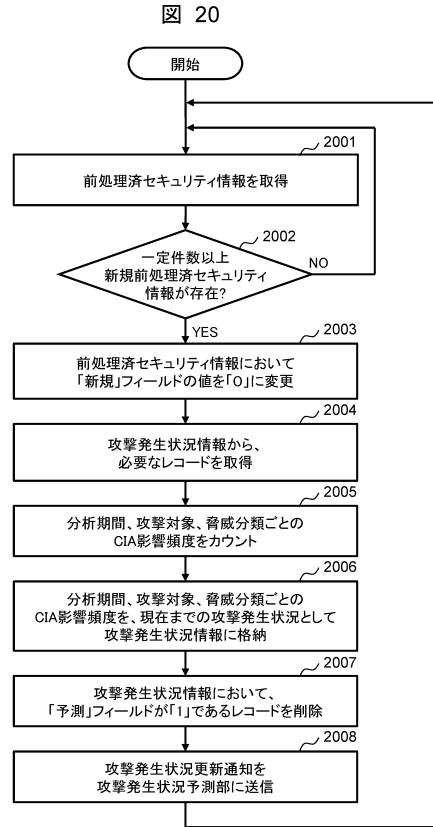 図 20
開始
2001
前処理済セキュリティ情報を取得
2002
一定件数以上
新規前処理済セキュリティ
情報が存在?
NO
YES
2003
前処理済セキュリティ情報において
「新規」フィールドの値を「0」に変更
2004
攻撃発生状況情報から、
必要なレコードを取得
2005
分析期間、攻撃対象、脅威分類ごとの
CIA影響頻度をカウント
2006
分析期間、攻撃対象、脅威分類ごとの
CIA影響頻度を、現在までの攻撃発生状況として
攻撃発生状況情報に格納
2007
攻撃発生状況情報において、
「予測」フィールドが「1」であるレコードを削除
2008
攻撃発生状況更新通知を
攻撃発生状況予測部に送信